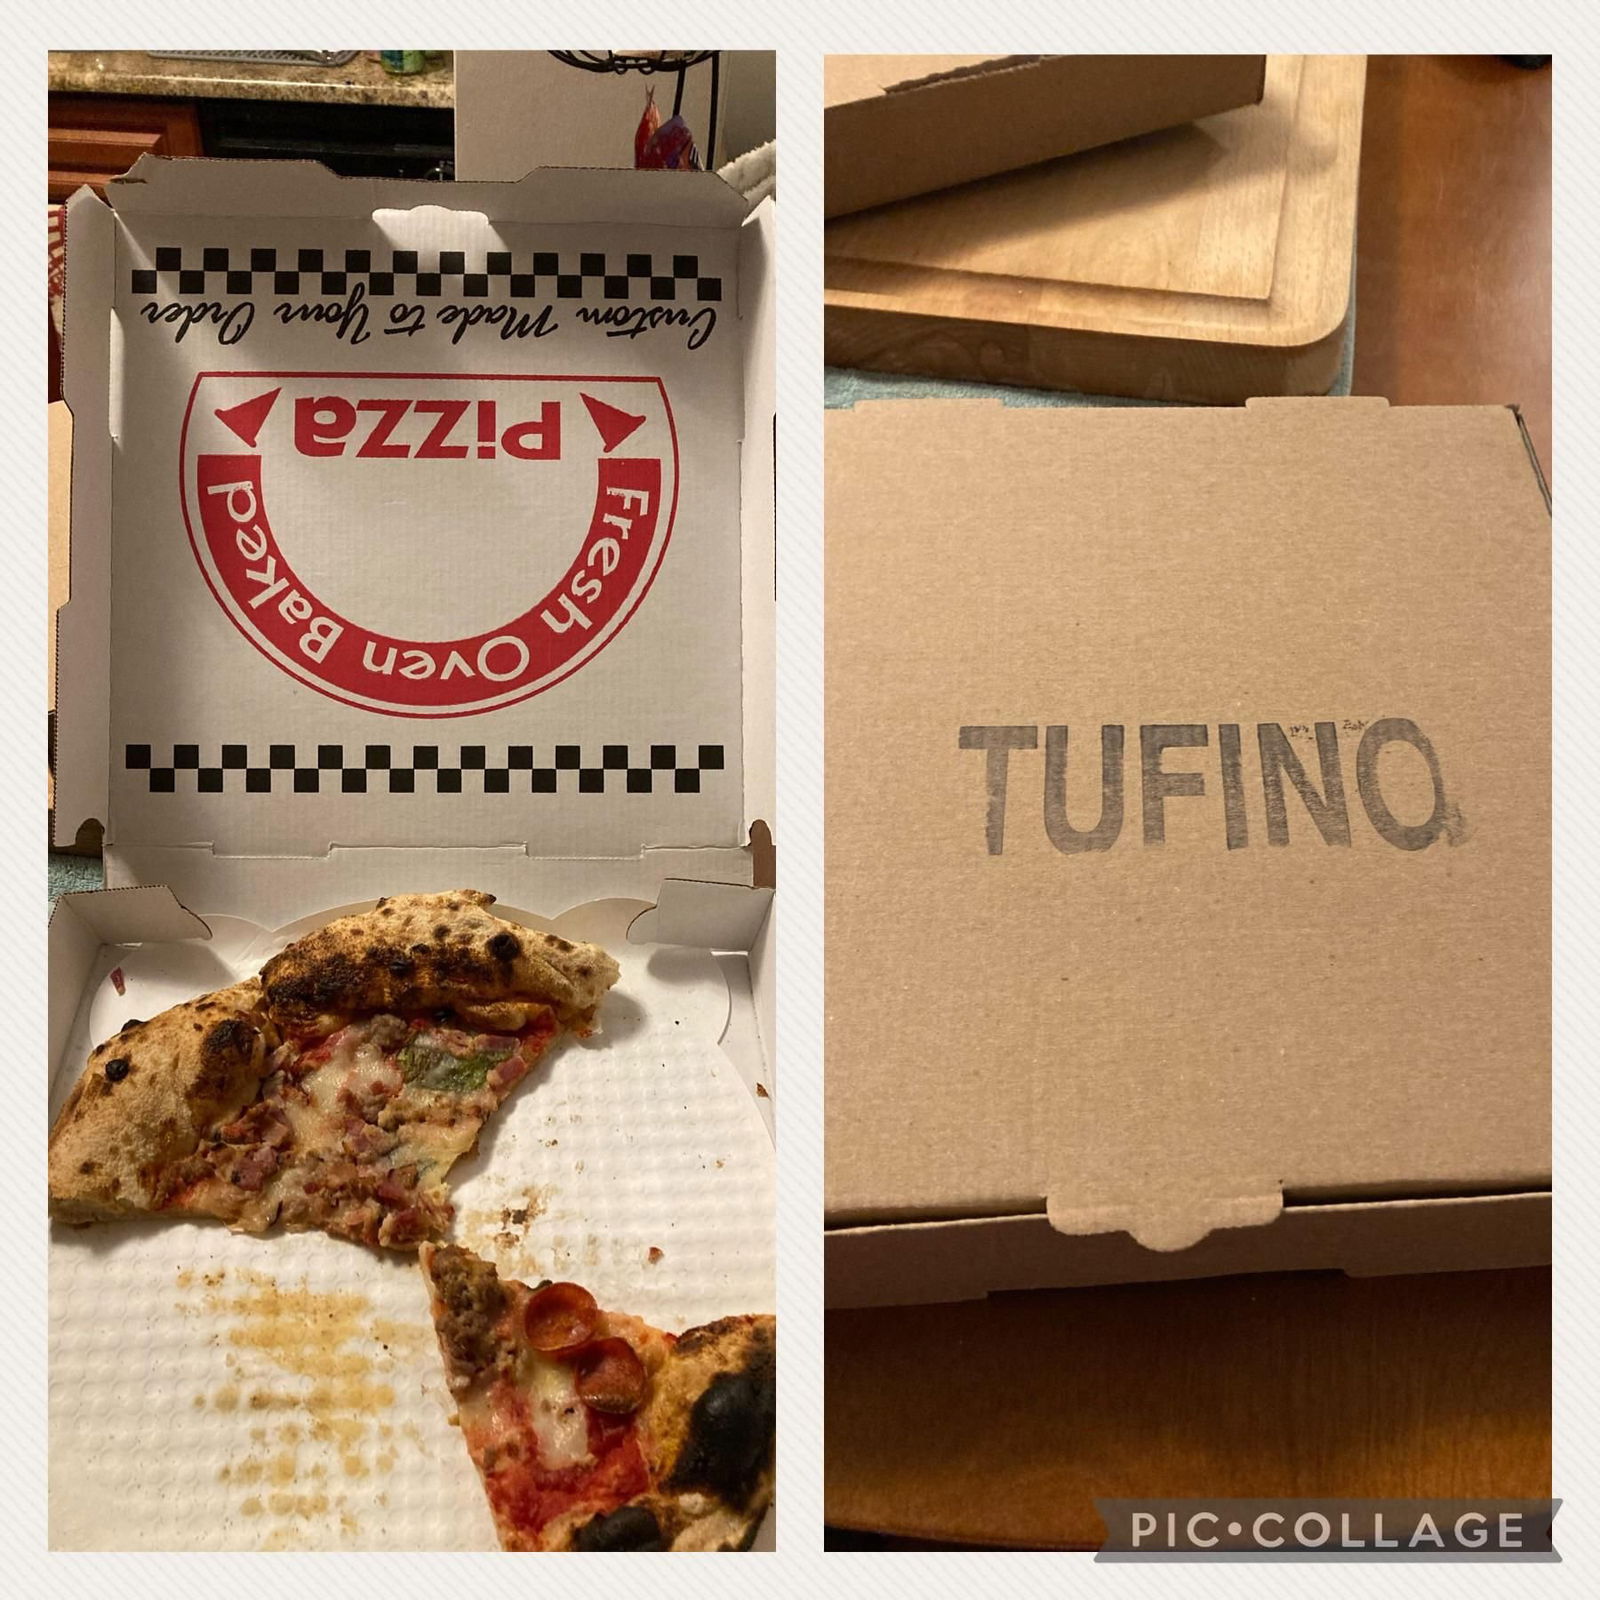 Custom Made to Your Order
Pizza
Fresh Oven Baked
TUFINO
PIC•COLLAGE